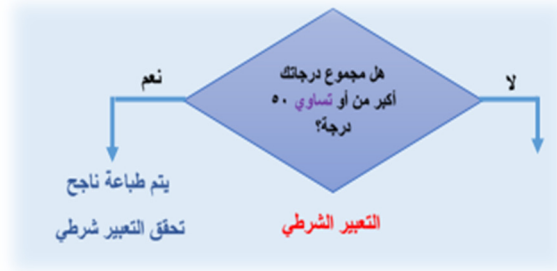 هل مجموع درجاتك
أكبر من أو تساوي ٥٠
درجة؟
نعم
لا
يتم طباعة ناجح
تحقق التعبير شرطي
التعبير الشرطي